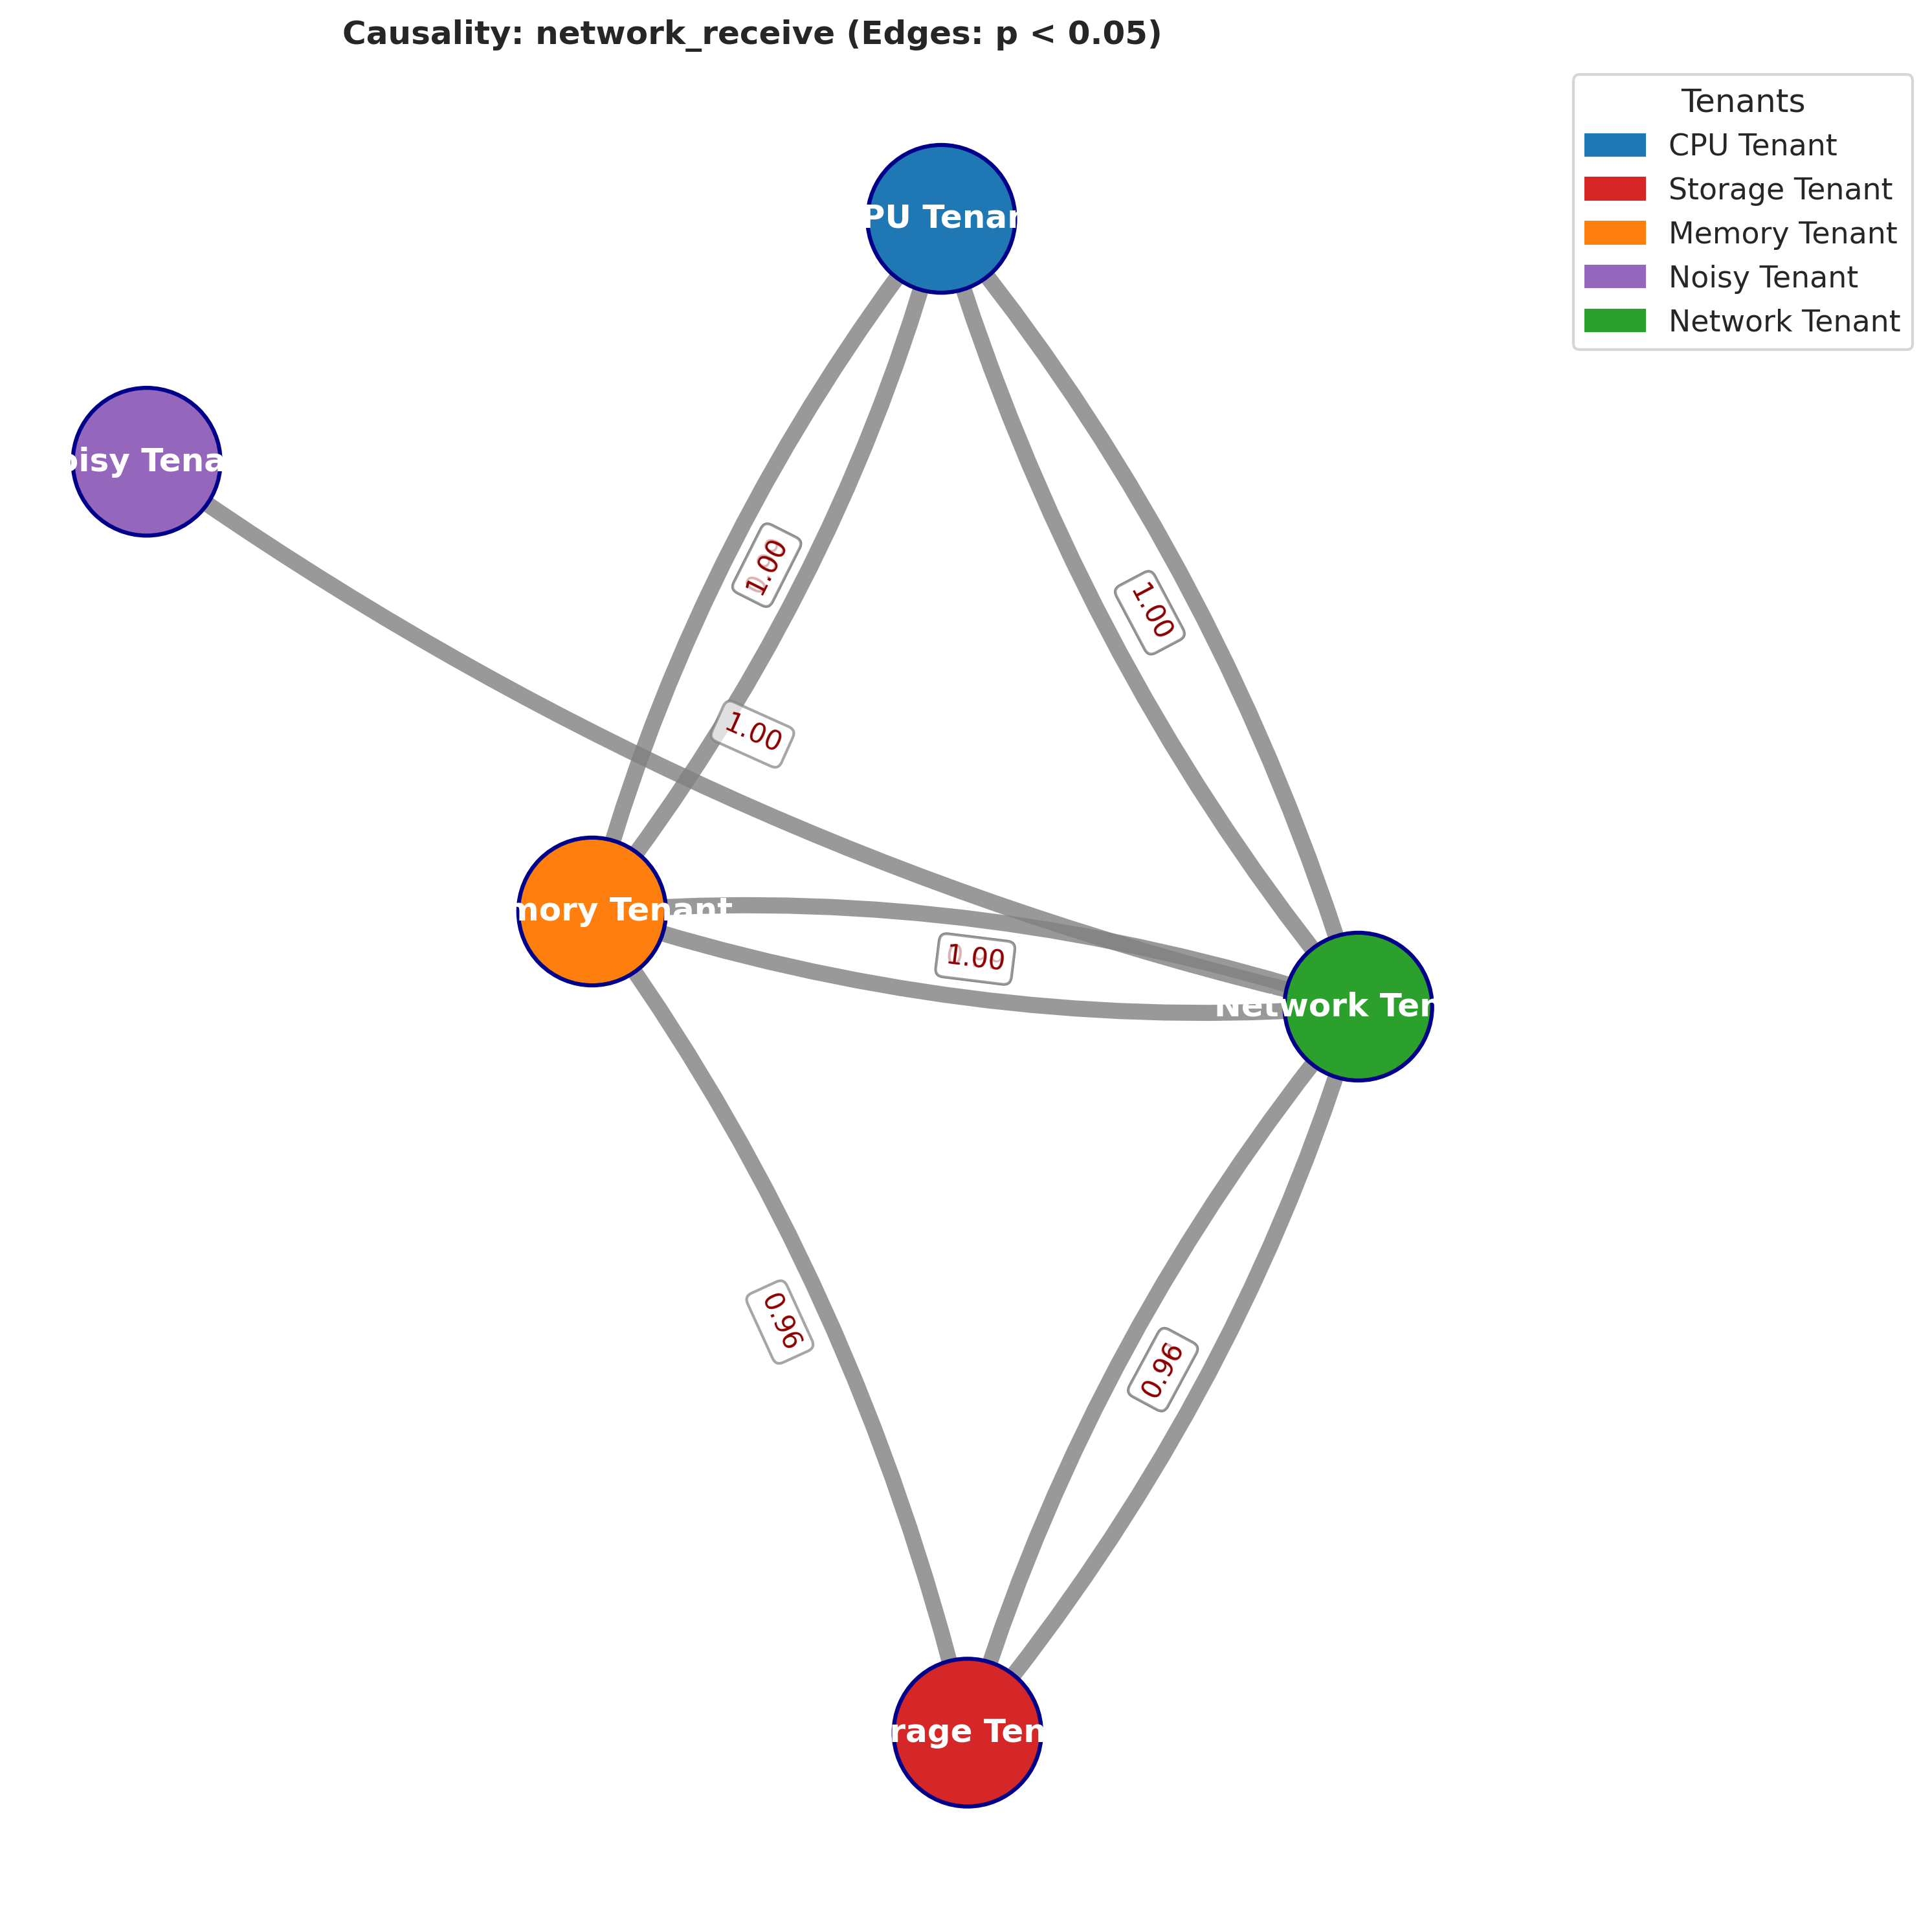 Causality: network_receive (Edges: p < 0.05)
Tenants
CPU Tenant
Storage Tenant
Memory Tenant
Noisy Tenant
Network Tenant
PU Tenan
oisy Tena
1.00
1.00
1.00
mory Tenant
1.00
Network Ten
0.96
0.96
rage Ten